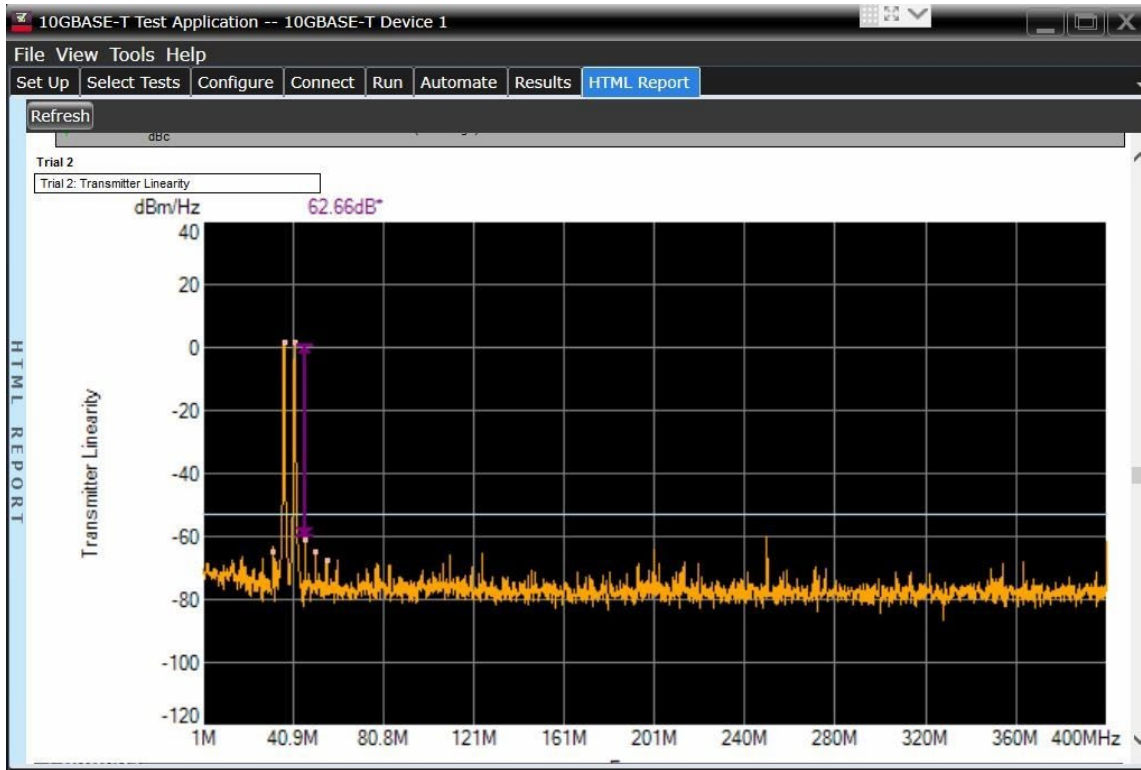 10GBASE-T Test Application -- 10GBASE-T Device 1
File View Tools Help
Set Up Select Tests Configure Connect Run Automate Results HTML Report
Refresh
HTML REPORT
dBc
Trial 2
Trial 2: Transmitter Linearity
dBm/Hz 62.66dB*
Transmitter Linearity
40
20
0
-20
-40
-60
-80
-100
-120
1M 40.9M 80.8M 121M 161M 201M 240M 280M 320M 360M 400MHz